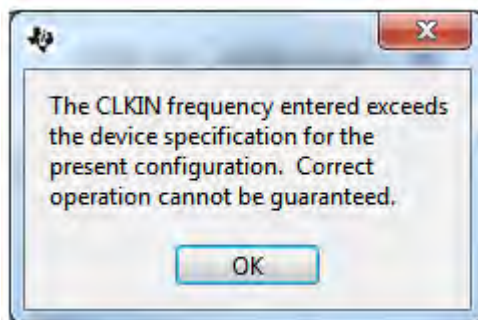 The CLKIN frequency entered exceeds
the device specification for the
present configuration.  Correct
operation cannot be guaranteed.
OK